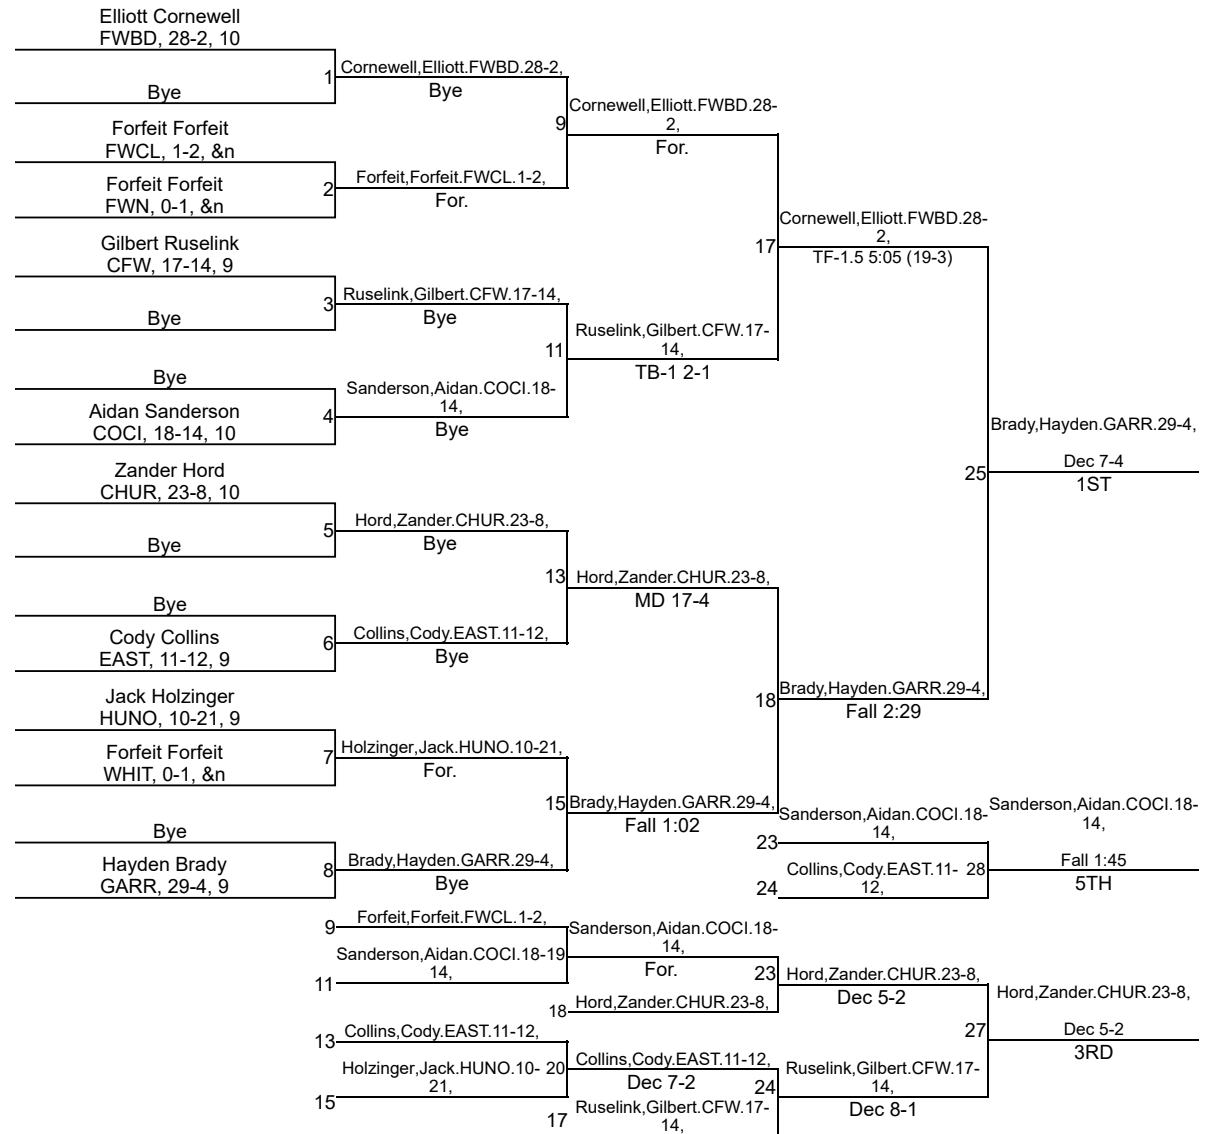 Elliott Cornewell
FWBD, 28-2, 10
Bye
1
Cornewell,Elliott.FWBD.28-2,
Bye
Forfeit Forfeit
FWCL, 1-2, &n
Forfeit Forfeit
FWN, 0-1, &n
2
Forfeit,Forfeit.FWCL.1-2,
For.
9
Cornewell,Elliott.FWBD.28-
2,
For.
Gilbert Ruselink
CFW, 17-14, 9
Bye
3
Ruselink,Gilbert.CFW.17-14,
Bye
Bye
Aidan Sanderson
COCI, 18-14, 10
4
Sanderson,Aidan.COCI.18-
14,
Bye
11
Ruselink,Gilbert.CFW.17-
14,
TB-1 2-1
17
Cornewell,Elliott.FWBD.28-
2,
TF-1.5 5:05 (19-3)
Zander Hord
CHUR, 23-8, 10
Bye
5
Hord,Zander.CHUR.23-8,
Bye
Bye
Cody Collins
EAST, 11-12, 9
6
Collins,Cody.EAST.11-12,
Bye
13
Hord,Zander.CHUR.23-8,
MD 17-4
Jack Holzinger
HUNO, 10-21, 9
Forfeit Forfeit
WHIT, 0-1, &n
7
Holzinger,Jack.HUNO.10-21,
For.
Bye
Hayden Brady
GARR, 29-4, 9
8
Brady,Hayden.GARR.29-4,
Bye
15
Brady,Hayden.GARR.29-4,
Fall 1:02
18
Brady,Hayden.GARR.29-4,
Fall 2:29
25
Brady,Hayden.GARR.29-4,
Dec 7-4
1ST
23
Sanderson,Aidan.COCI.18-
14,
24
Collins,Cody.EAST.11-
12,
28
Sanderson,Aidan.COCI.18-
14,
Fall 1:45
5TH
9
Forfeit,Forfeit.FWCL.1-2,
11
Sanderson,Aidan.COCI.18-
14,
19
Sanderson,Aidan.COCI.18-
14,
For.
18
Hord,Zander.CHUR.23-8,
23
Hord,Zander.CHUR.23-8,
Dec 5-2
13
Collins,Cody.EAST.11-12,
15
Holzinger,Jack.HUNO.10-
21,
20
Collins,Cody.EAST.11-12,
Dec 7-2
17
Ruselink,Gilbert.CFW.17-
14,
24
Ruselink,Gilbert.CFW.17-
14,
Dec 8-1
27
Hord,Zander.CHUR.23-8,
Dec 5-2
3RD